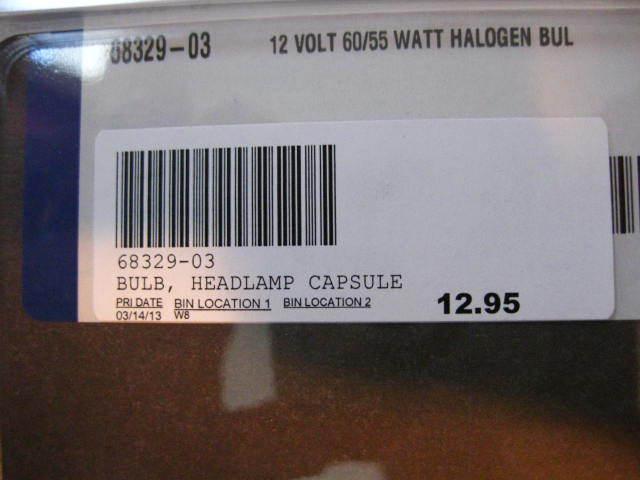 68329-03 12 VOLT 60/55 WATT HALOGEN BUL
68329-03
BULB, HEADLAMP CAPSULE
PRI DATE BIN LOCATION 1 BIN LOCATION 2 12.95
03/14/13 W8